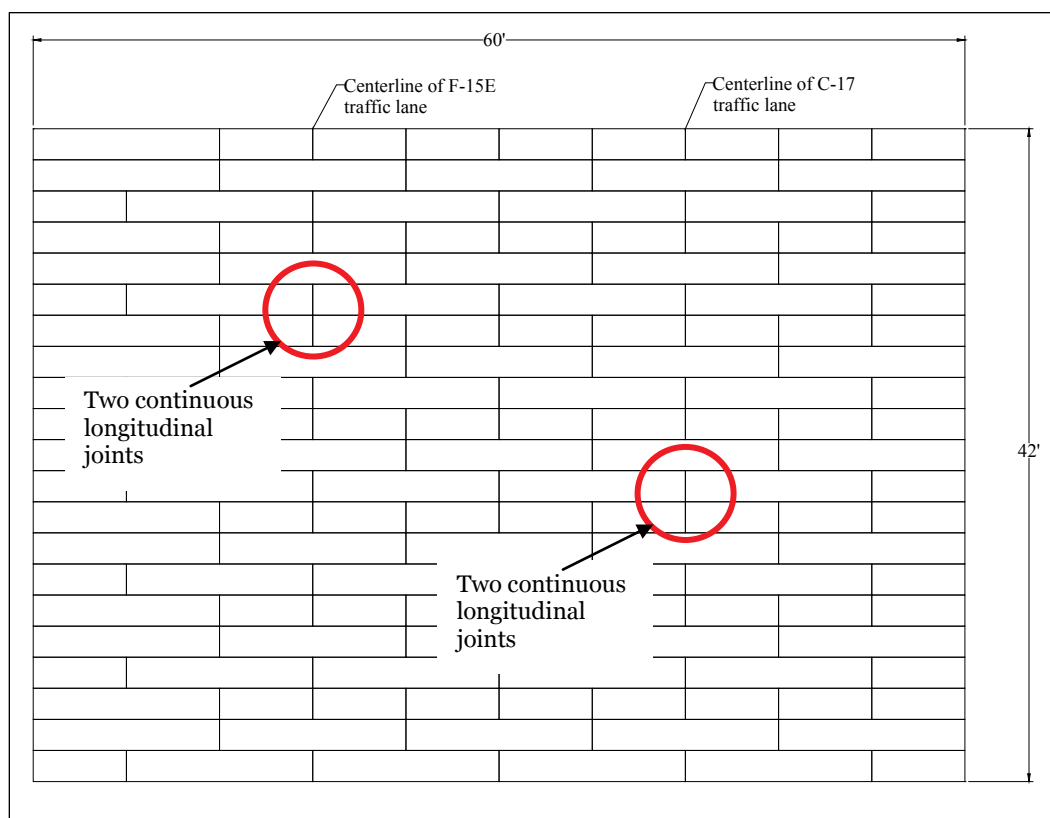 60'
Centerline of F-15E
traffic lane
Centerline of C-17
traffic lane
Two continuous
longitudinal
joints
42'
Two continuous
longitudinal
joints